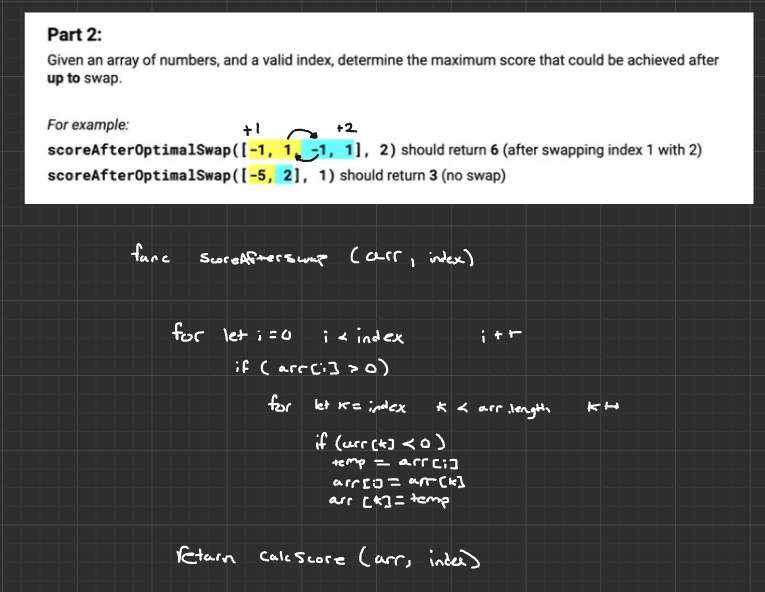 Part 2:
Given an array of numbers, and a valid index, determine the maximum score that could be achieved after
up to swap.
For example:
+1 +2
scoreAfterOptimalSwap([-1, 1, -1, 1], 2) should return 6 (after swapping index 1 with 2)
scoreAfterOptimalSwap([-5, 2], 1) should return 3 (no swap)
func ScoreAfterswap (arr, index)
for let i=0 i < index i++
if (arr[i] > 0)
for let k= index k < arr.length k++
if (arr[k] < 0)
temp = arr[i]
arr[i] = arr[k]
arr [k] = temp
return calcScore (arr, index)